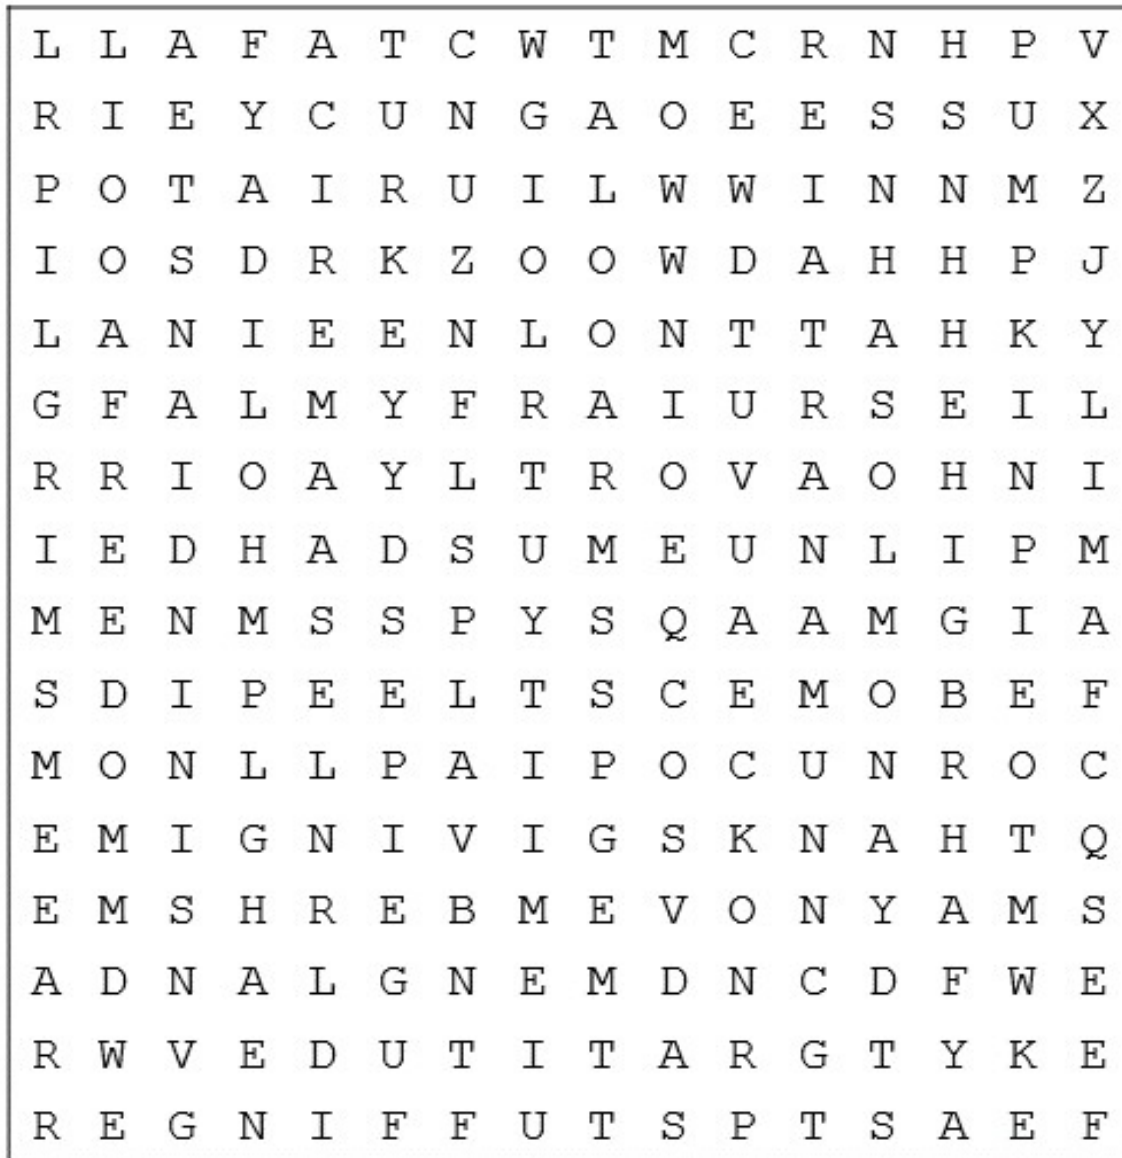 L L A F A T C W T M C R N H P V
R I E Y C U N G A O E E S S U X
P O T A I R U I L W W I N N M Z
I O S D R K Z O O W D A H H P J
L A N I E E N L O N T T A H K Y
G F A L M Y F R A I U R S E I L
R R I O A Y L T R O V A O H N I
I E D H A D S U M E U N L I P M
M E N M S S P Y S Q A A M G I A
S D I P E E L T S C E M O B E F
M O N L L P A I P O C U N R O C
E M I G N I V I G S K N A H T Q
E M S H R E B M E V O N Y A M S
A D N A L G N E M D N C D F W E
R W V E D U T I T A R G T Y K E
R E G N I F F U T S P T S A E F